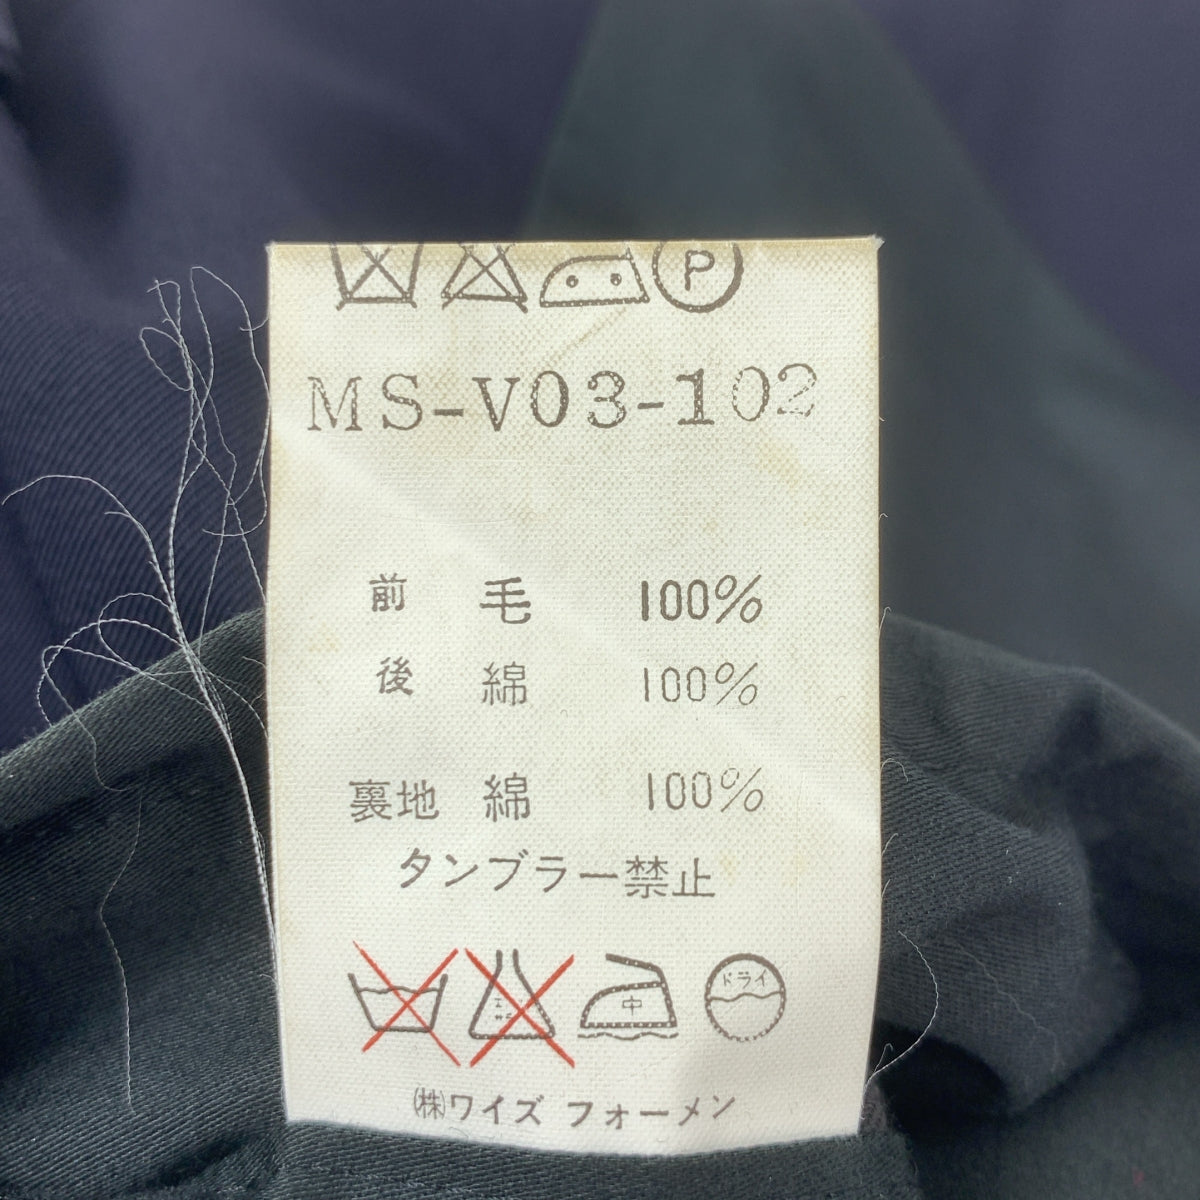 P
MS-V03-102
前 毛 100%
後 綿 100%
裏地 綿 100%
タンブラー禁止
中 ドライ
㈱ワイズ フォーメン